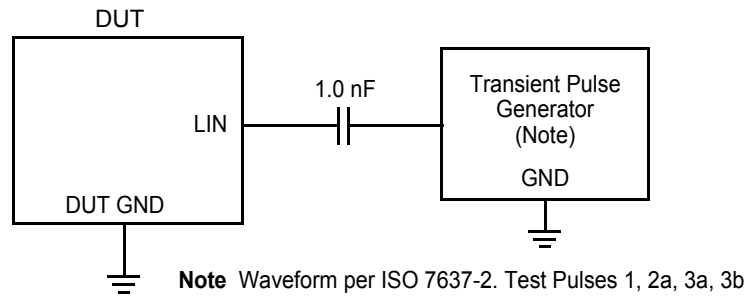 DUT
LIN
DUT GND
1.0 nF
Transient Pulse
Generator
(Note)
GND
Note Waveform per ISO 7637-2. Test Pulses 1, 2a, 3a, 3b